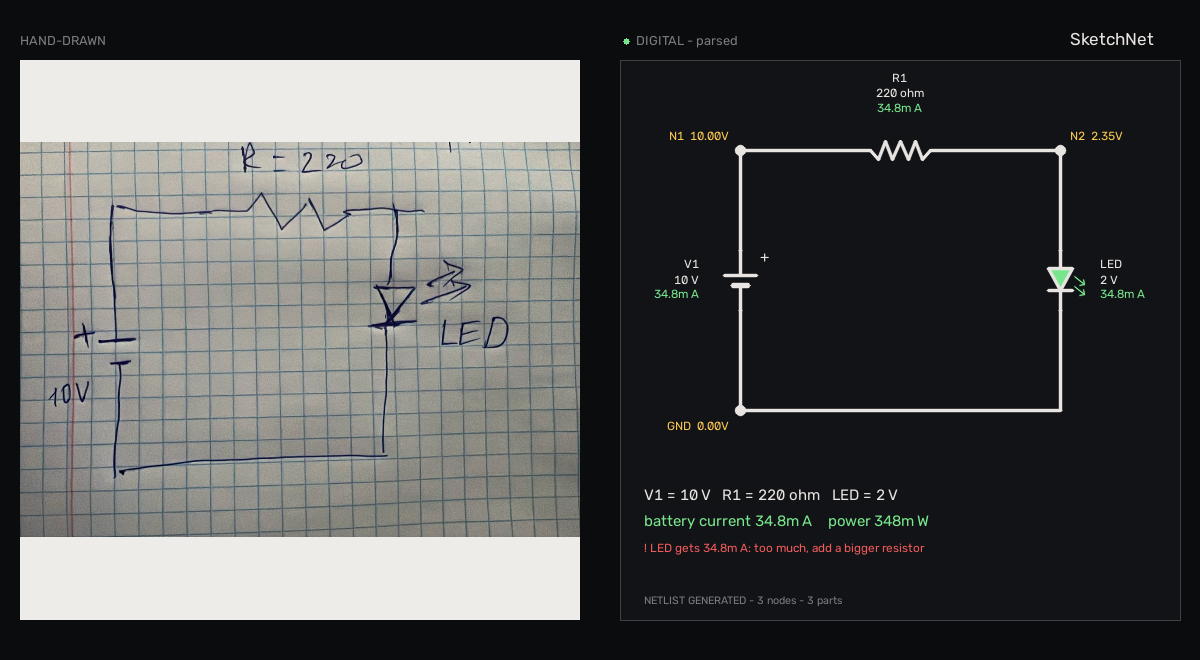 HAND-DRAWN
R = 220
+
10V
LED
DIGITAL - parsed
SketchNet
R1
220 ohm
34.8m A
N1 10.00V
N2 2.35V
+
V1
10 V
34.8m A
LED
2 V
34.8m A
GND 0.00V
V1 = 10 V R1 = 220 ohm LED = 2 V
battery current 34.8m A power 348m W
! LED gets 34.8m A: too much, add a bigger resistor
NETLIST GENERATED - 3 nodes - 3 parts